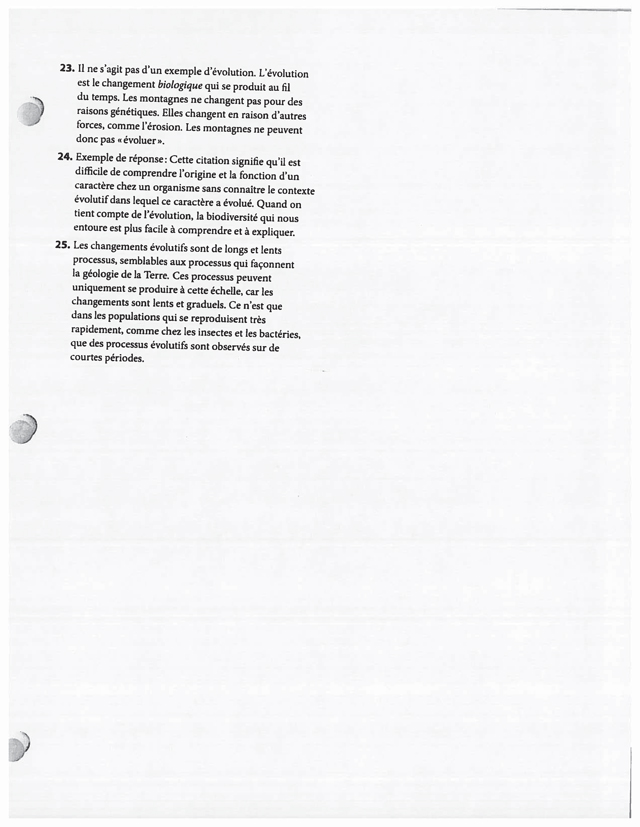 23. Il ne s'agit pas d'un exemple d'évolution. L'évolution
est le changement biologique qui se produit au fil
du temps. Les montagnes ne changent pas pour des
raisons génétiques. Elles changent en raison d'autres
forces, comme l'érosion. Les montagnes ne peuvent
donc pas « évoluer ».
24. Exemple de réponse : Cette citation signifie qu'il est
difficile de comprendre l'origine et la fonction d'un
caractère chez un organisme sans connaître le contexte
évolutif dans lequel ce caractère a évolué. Quand on
tient compte de l'évolution, la biodiversité qui nous
entoure est plus facile à comprendre et à expliquer.
25. Les changements évolutifs sont de longs et lents
processus, semblables aux processus qui façonnent
la géologie de la Terre. Ces processus peuvent
uniquement se produire à cette échelle, car les
changements sont lents et graduels. Ce n'est que
dans les populations qui se reproduisent très
rapidement, comme chez les insectes et les bactéries,
que des processus évolutifs sont observés sur de
courtes périodes.